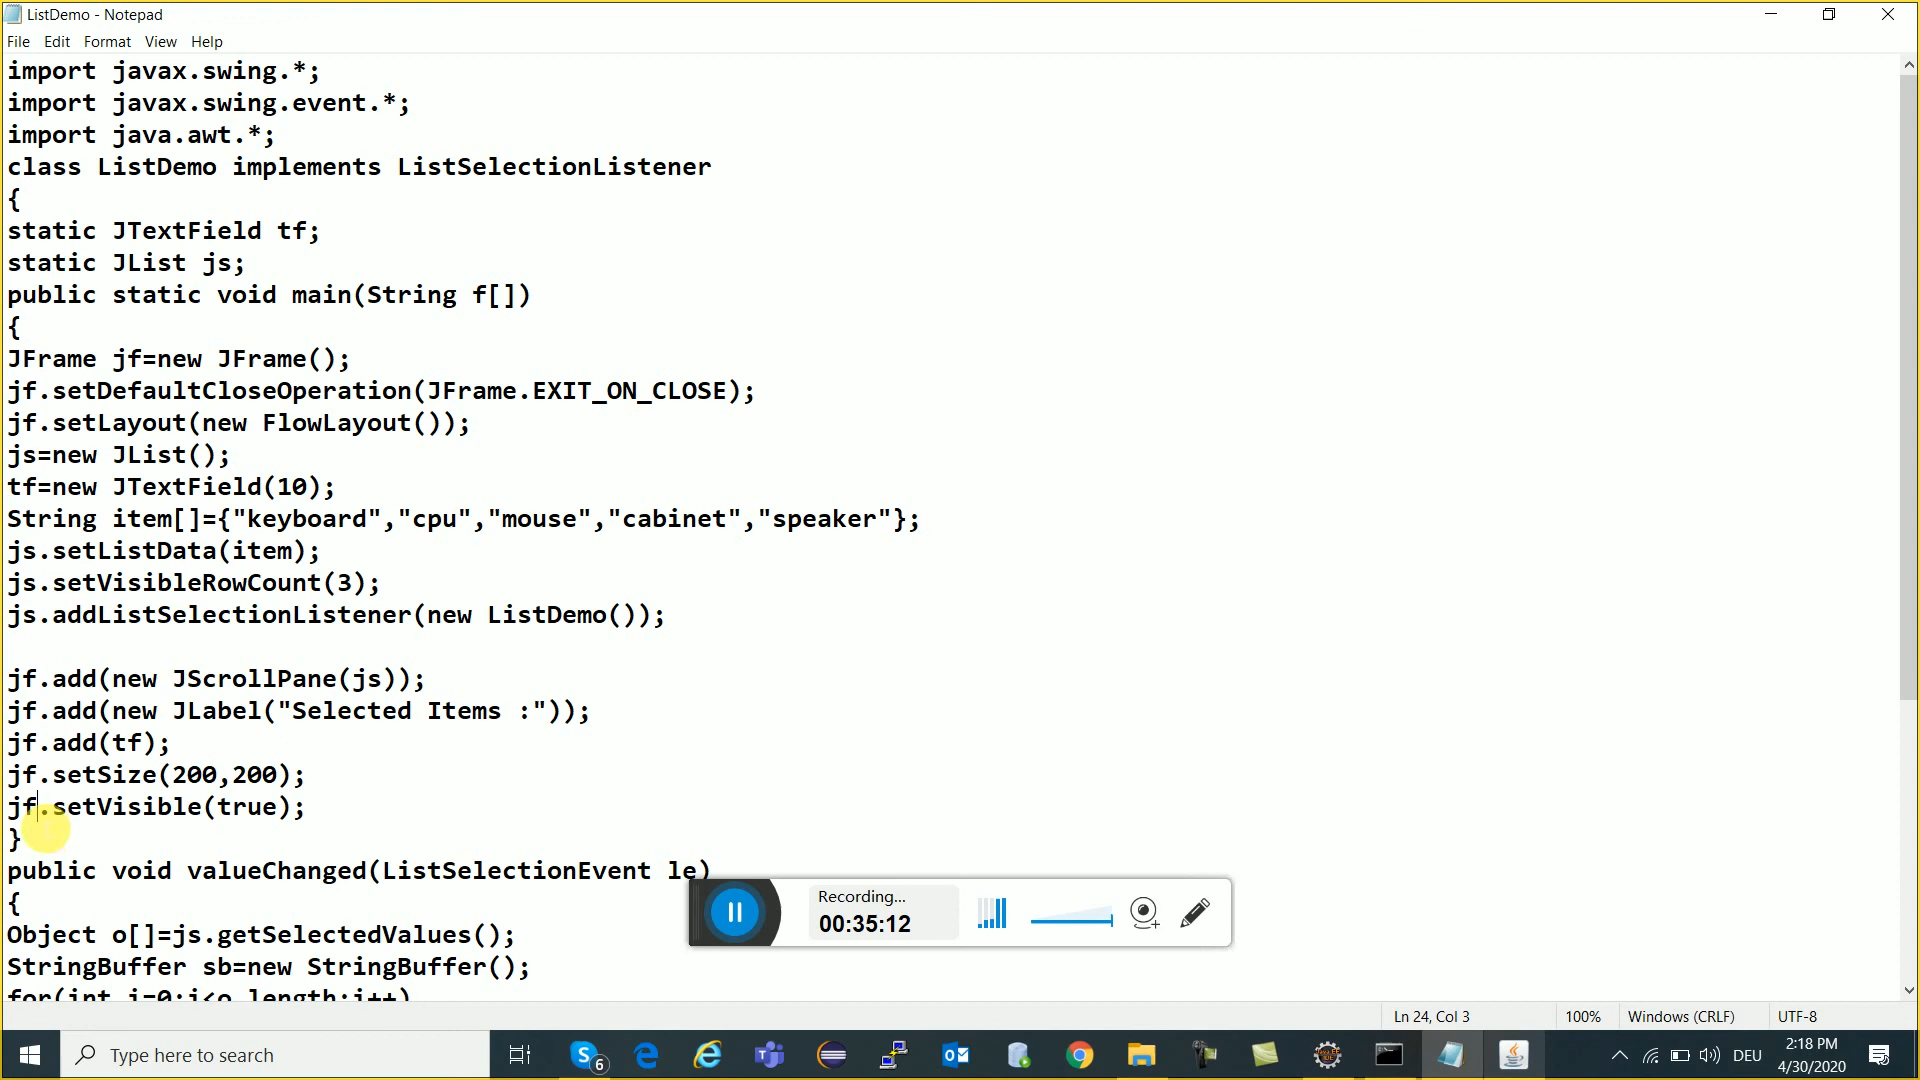 ListDemo - Notepad
File Edit Format View Help
import javax.swing.*;
import javax.swing.event.*;
import java.awt.*;
class ListDemo implements ListSelectionListener
{
static JTextField tf;
static JList js;
public static void main(String f[])
{
JFrame jf=new JFrame();
jf.setDefaultCloseOperation(JFrame.EXIT_ON_CLOSE);
jf.setLayout(new FlowLayout());
js=new JList();
tf=new JTextField(10);
String item[]={"keyboard","cpu","mouse","cabinet","speaker"};
js.setListData(item);
js.setVisibleRowCount(3);
js.addListSelectionListener(new ListDemo());
jf.add(new JScrollPane(js));
jf.add(new JLabel("Selected Items :"));
jf.add(tf);
jf.setSize(200,200);
jf.setVisible(true);
}
public void valueChanged(ListSelectionEvent le)
{
Object o[]=js.getSelectedValues();
StringBuffer sb=new StringBuffer();
for(int i=0;i<o.length;i++)
Recording...
00:35:12
Ln 24, Col 3 100% Windows (CRLF) UTF-8
Type here to search
6
DEU
2:18 PM
4/30/2020